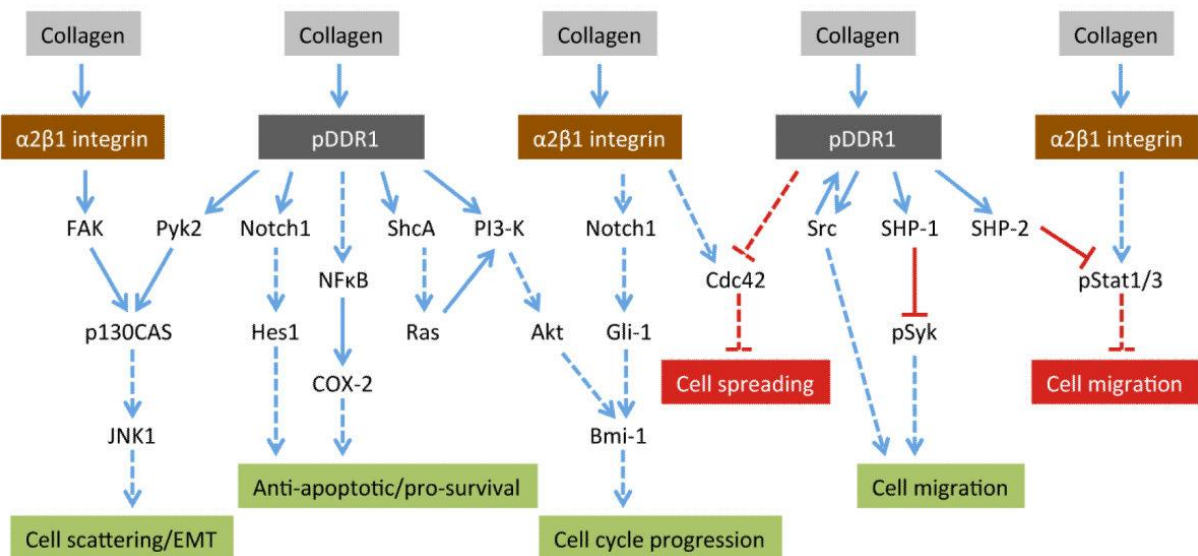 Collagen
Collagen
Collagen
Collagen
Collagen
α2β1 integrin
pDDR1
α2β1 integrin
pDDR1
α2β1 integrin
FAK
Pyk2
Notch1
ShcA
PI3-K
Notch1
Src
SHP-1
SHP-2
NFκB
Cdc42
pStat1/3
p130CAS
Hes1
Ras
Akt
Gli-1
pSyk
COX-2
Cell spreading
Cell migration
JNK1
Bmi-1
Anti-apoptotic/pro-survival
Cell migration
Cell scattering/EMT
Cell cycle progression